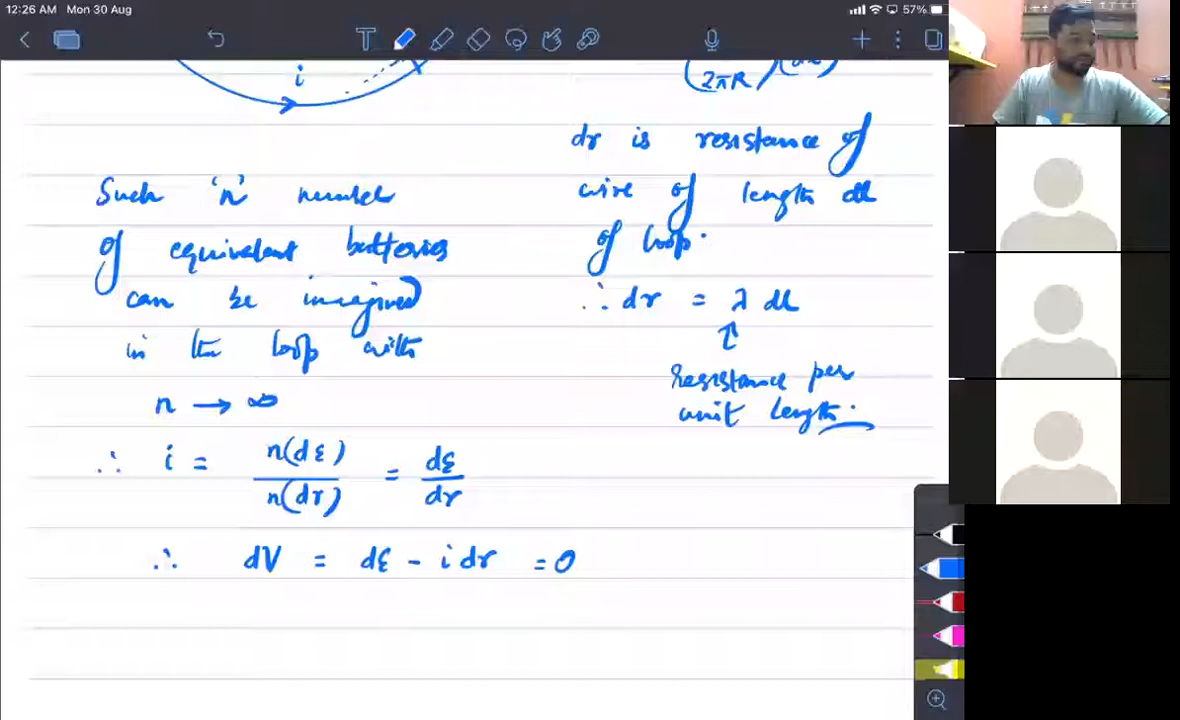 12:26 AM Mon 30 Aug
57%
T
i
(2πR)
dr is resistance of
wire of length dl
of loop.
∴ dr = λ dl
↑
resistance per
unit length.
Such 'n' number
of equivalent batteries
can be imagined
in the loop with
n → ∞
∴ i = n(dε) / n(dr) = dε / dr
∴ dV = dε - i dr = 0